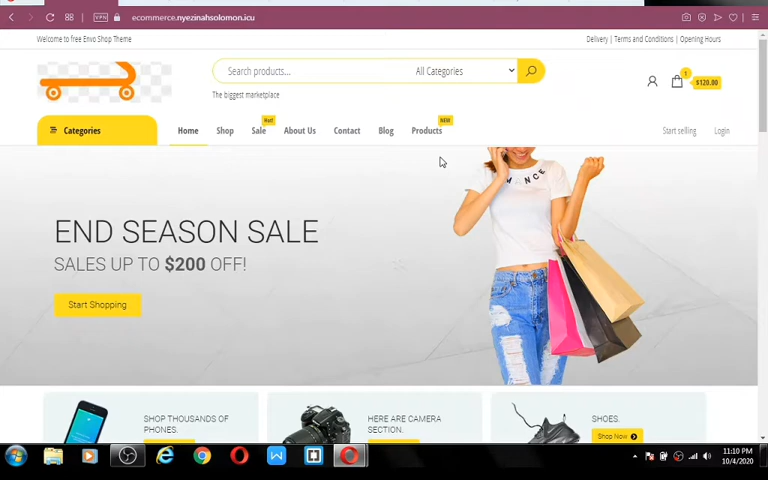 88
VPN
ecommerce.nyezinahsolomon.icu
Welcome to free Envo Shop Theme
Delivery | Terms and Conditions | Opening Hours
Search products...
All Categories
1
$120.00
The biggest marketplace
Categories
Home
Shop
Sale
Hot!
About Us
Contact
Blog
Products
NEW
Start selling
Login
END SEASON SALE
SALES UP TO $200 OFF!
Start Shopping
SHOP THOUSANDS OF
PHONES.
HERE ARE CAMERA
SECTION.
SHOES.
Shop Now
11:10 PM
10/4/2020